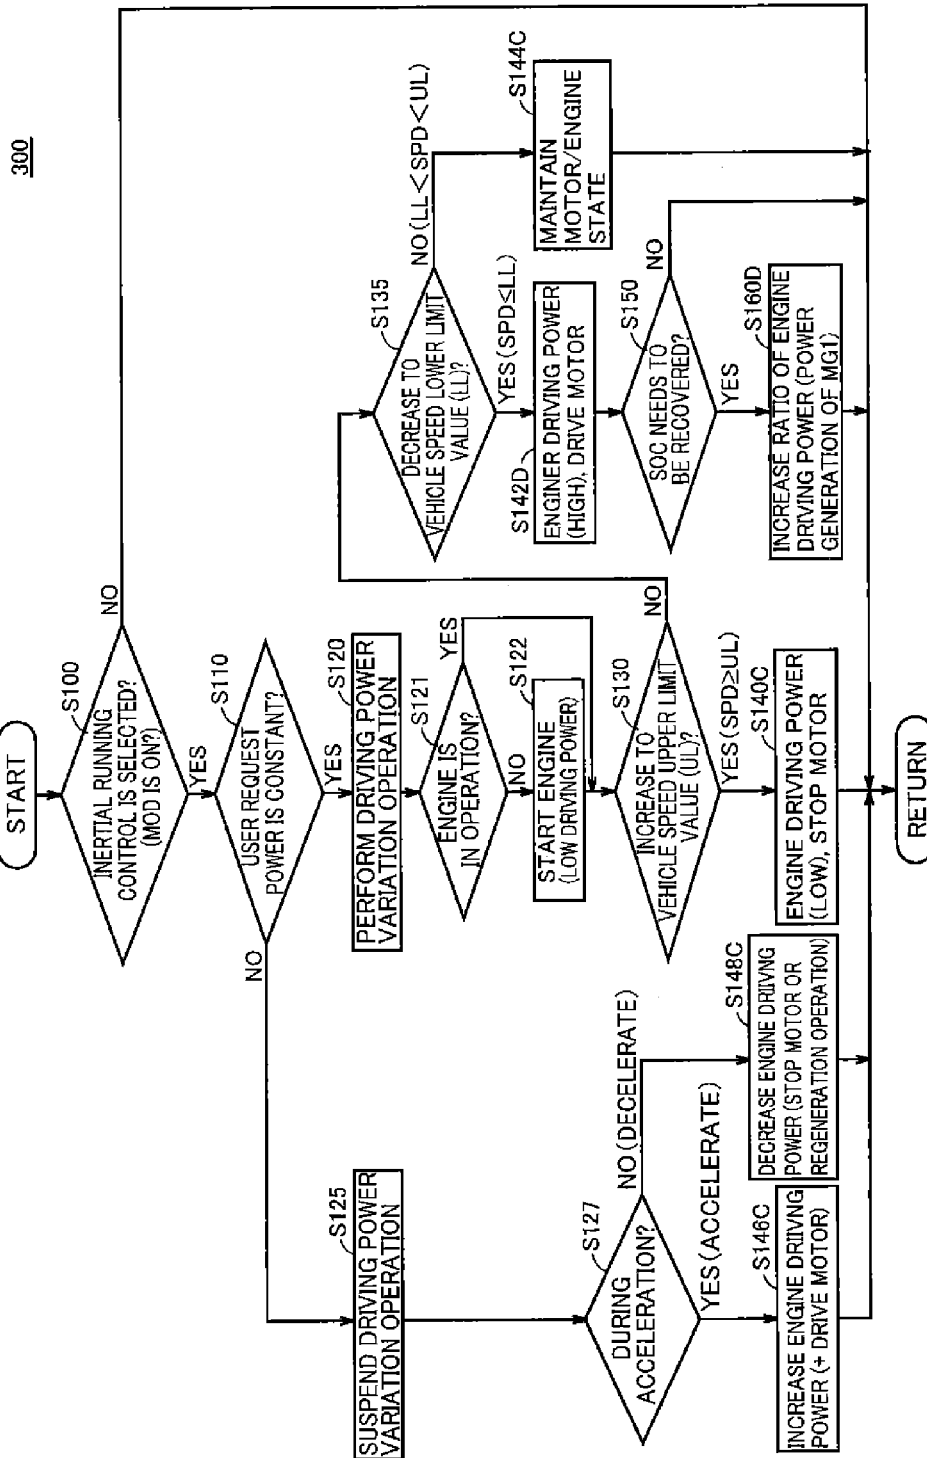 300
START
S100
INERTIAL RUNNING
CONTROL IS SELECTED?
(MOD IS ON?)
NO
YES
S110
USER REQUEST
POWER IS CONSTANT?
NO
YES
S120
PERFORM DRIVING POWER
VARIATION OPERATION
S121
ENGINE IS
IN OPERATION?
YES
NO
S122
START ENGINE
(LOW DRIVING POWER)
S130
INCREASE TO
VEHICLE SPEED UPPER LIMIT
VALUE (UL)?
NO
YES(SPD≥UL)
S140C
ENGINE DRIVING POWER
(LOW), STOP MOTOR
S135
DECREASE TO
VEHICLE SPEED LOWER LIMIT
VALUE (LL)?
NO(LL<SPD<UL)
S144C
MAINTAIN
MOTOR/ENGINE
STATE
YES(SPD≤LL)
S142D
ENGINER DRIVING POWER
(HIGH), DRIVE MOTOR
S150
SOC NEEDS TO
BE RECOVERED?
NO
YES
S160D
INCREASE RATIO OF ENGINE
DRIVING POWER (POWER
GENERATION OF MG1)
S125
SUSPEND DRIVING POWER
VARIATION OPERATION
S127
DURING
ACCELERATION?
NO(DECELERATE)
YES(ACCELERATE)
S148C
DECREASE ENGINE DRIIVNG
POWER (STOP MOTOR OR
REGENERATION OPERATION)
S146C
INCREASE ENGINE DRIIVNG
POWER (+ DRIVE MOTOR)
RETURN